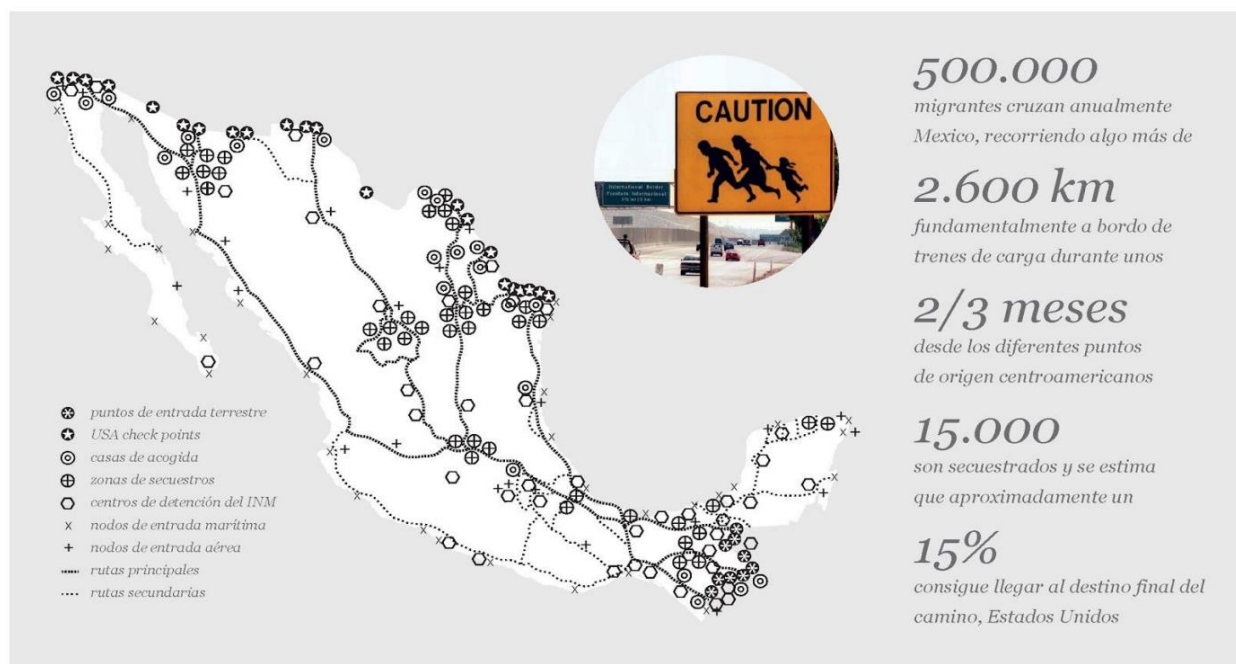 CAUTION
International Border
500.000
migrantes cruzan anualmente
Mexico, recorriendo algo más de
2.600 km
fundamentalmente a bordo de
trenes de carga durante unos
2/3 meses
desde los diferentes puntos
de origen centroamericanos
15.000
son secuestrados y se estima
que aproximadamente un
15%
consigue llegar al destino final del
camino, Estados Unidos
puntos de entrada terrestre
USA check points
casas de acogida
zonas de secuestros
centros de detención del INM
nodos de entrada marítima
nodos de entrada aérea
rutas principales
rutas secundarías